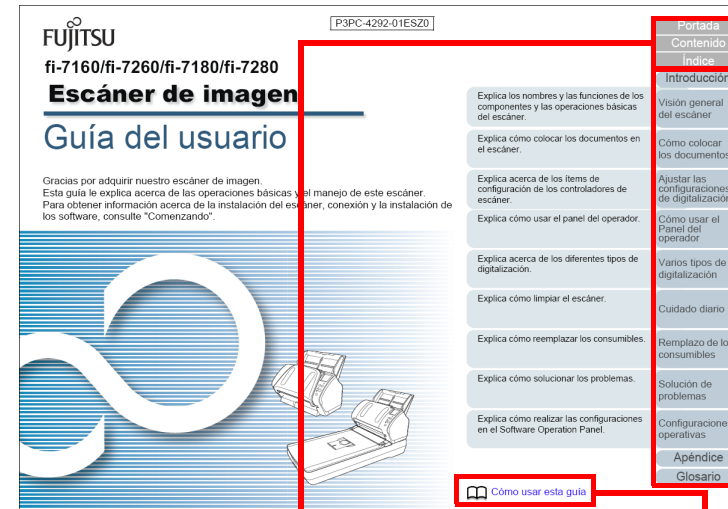 FUJITSU
P3PC-4292-01ESZ0
fi-7160/fi-7260/fi-7180/fi-7280
Escáner de imagen
Guía del usuario
Gracias por adquirir nuestro escáner de imagen.
Esta guía le explica acerca de las operaciones básicas y el manejo de este escáner.
Para obtener información acerca de la instalación del escáner, conexión y la instalación de
los software, consulte "Comenzando".
Portada
Contenido
Índice
Introducción
Explica los nombres y las funciones de los
componentes y las operaciones básicas
del escáner.
Visión general
del escáner
Explica cómo colocar los documentos en
el escáner.
Cómo colocar
los documentos
Explica acerca de los ítems de
configuración de los controladores de
escáner.
Ajustar las
configuraciones
de digitalización
Explica cómo usar el panel del operador.
Cómo usar el
Panel del
operador
Explica acerca de los diferentes tipos de
digitalización.
Varios tipos de
digitalización
Explica cómo limpiar el escáner.
Cuidado diario
Explica cómo reemplazar los consumibles.
Remplazo de lo
consumibles
Explica cómo solucionar los problemas.
Solución de
problemas
Explica cómo realizar las configuraciones
en el Software Operation Panel.
Configuracione
operativas
Apéndice
Glosario
Cómo usar esta guía